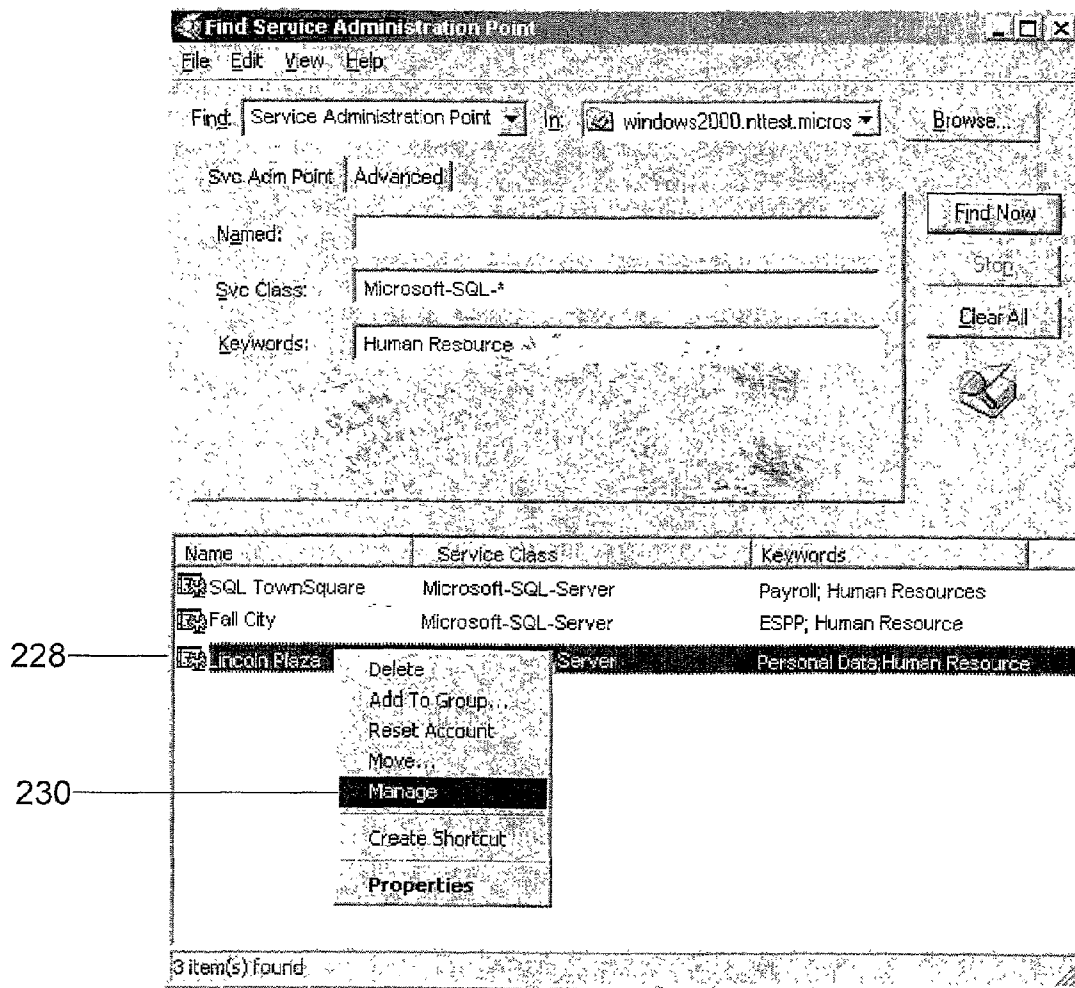 Find Service Administration Point
File Edit View Help
Find: Service Administration Point In: windows2000.nttest.micros Browse...
Svc Adm Point Advanced
Find Now
Named:
Stop
Svc Class: Microsoft-SQL-*
Clear All
Keywords: Human Resource
Name Service Class Keywords
SQL TownSquare Microsoft-SQL-Server Payroll; Human Resources
Fall City Microsoft-SQL-Server ESPP; Human Resource
228 Lincoln Plaza Server Personal Data;Human Resource
Delete
Add To Group...
Reset Account
Move...
230 Manage
Create Shortcut
Properties
3 item(s) found